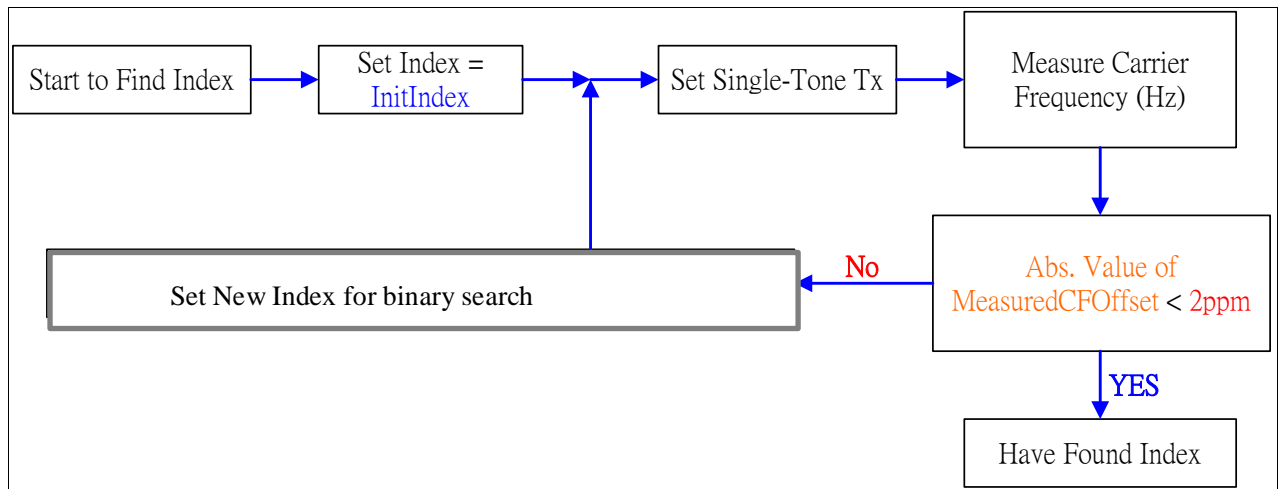 Start to Find Index
Set Index =
InitIndex
Set Single-Tone Tx
Measure Carrier
Frequency (Hz)
Abs. Value of
MeasuredCFOffset < 2ppm
No
Set New Index for binary search
YES
Have Found Index